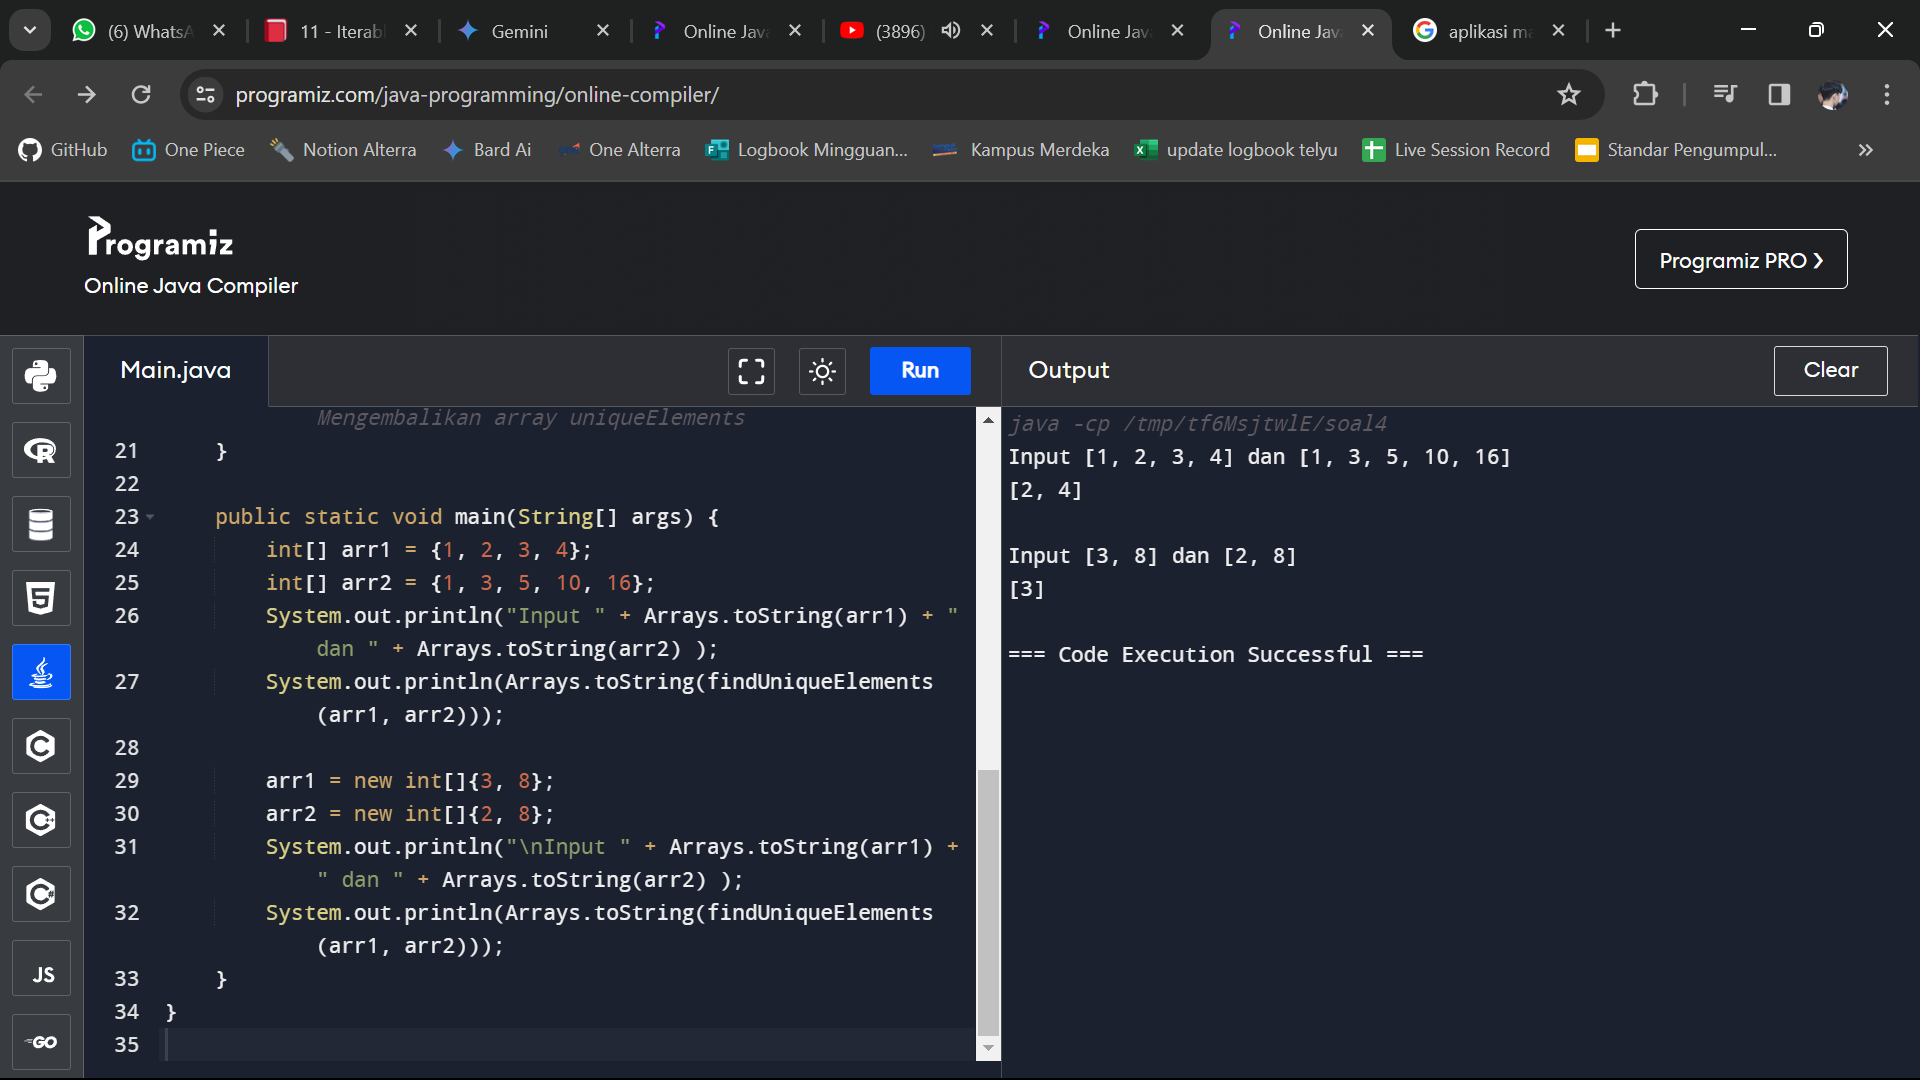 (6) WhatsA
11 - Iterabl
Gemini
Online Jav
(3896)
Online Jav
Online Jav
aplikasi m
programiz.com/java-programming/online-compiler/
GitHub
One Piece
Notion Alterra
Bard Ai
One Alterra
Logbook Mingguan...
Kampus Merdeka
update logbook telyu
Live Session Record
Standar Pengumpul...
Programiz
Online Java Compiler
Programiz PRO
Main.java
Run
Output
Clear
Mengembalikan array uniqueElements
21 }
22
23 public static void main(String[] args) {
24 int[] arr1 = {1, 2, 3, 4};
25 int[] arr2 = {1, 3, 5, 10, 16};
26 System.out.println("Input " + Arrays.toString(arr1) + "
dan " + Arrays.toString(arr2) );
27 System.out.println(Arrays.toString(findUniqueElements
(arr1, arr2)));
28
29 arr1 = new int[]{3, 8};
30 arr2 = new int[]{2, 8};
31 System.out.println("\nInput " + Arrays.toString(arr1) +
" dan " + Arrays.toString(arr2) );
32 System.out.println(Arrays.toString(findUniqueElements
(arr1, arr2)));
33 }
34 }
35
java -cp /tmp/tf6MsjtwlE/soal4
Input [1, 2, 3, 4] dan [1, 3, 5, 10, 16]
[2, 4]
Input [3, 8] dan [2, 8]
[3]
=== Code Execution Successful ===
R
5
C
C++
C#
JS
GO